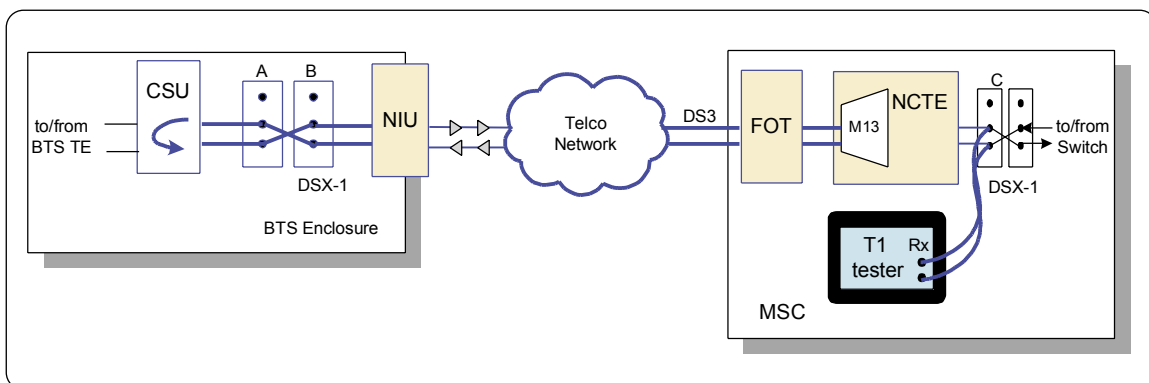 CSU
to/from
BTS TE
A
B
DSX-1
BTS Enclosure
NIU
Telco
Network
DS3
FOT
NCTE
M13
C
to/from
Switch
DSX-1
T1
tester
Rx
MSC